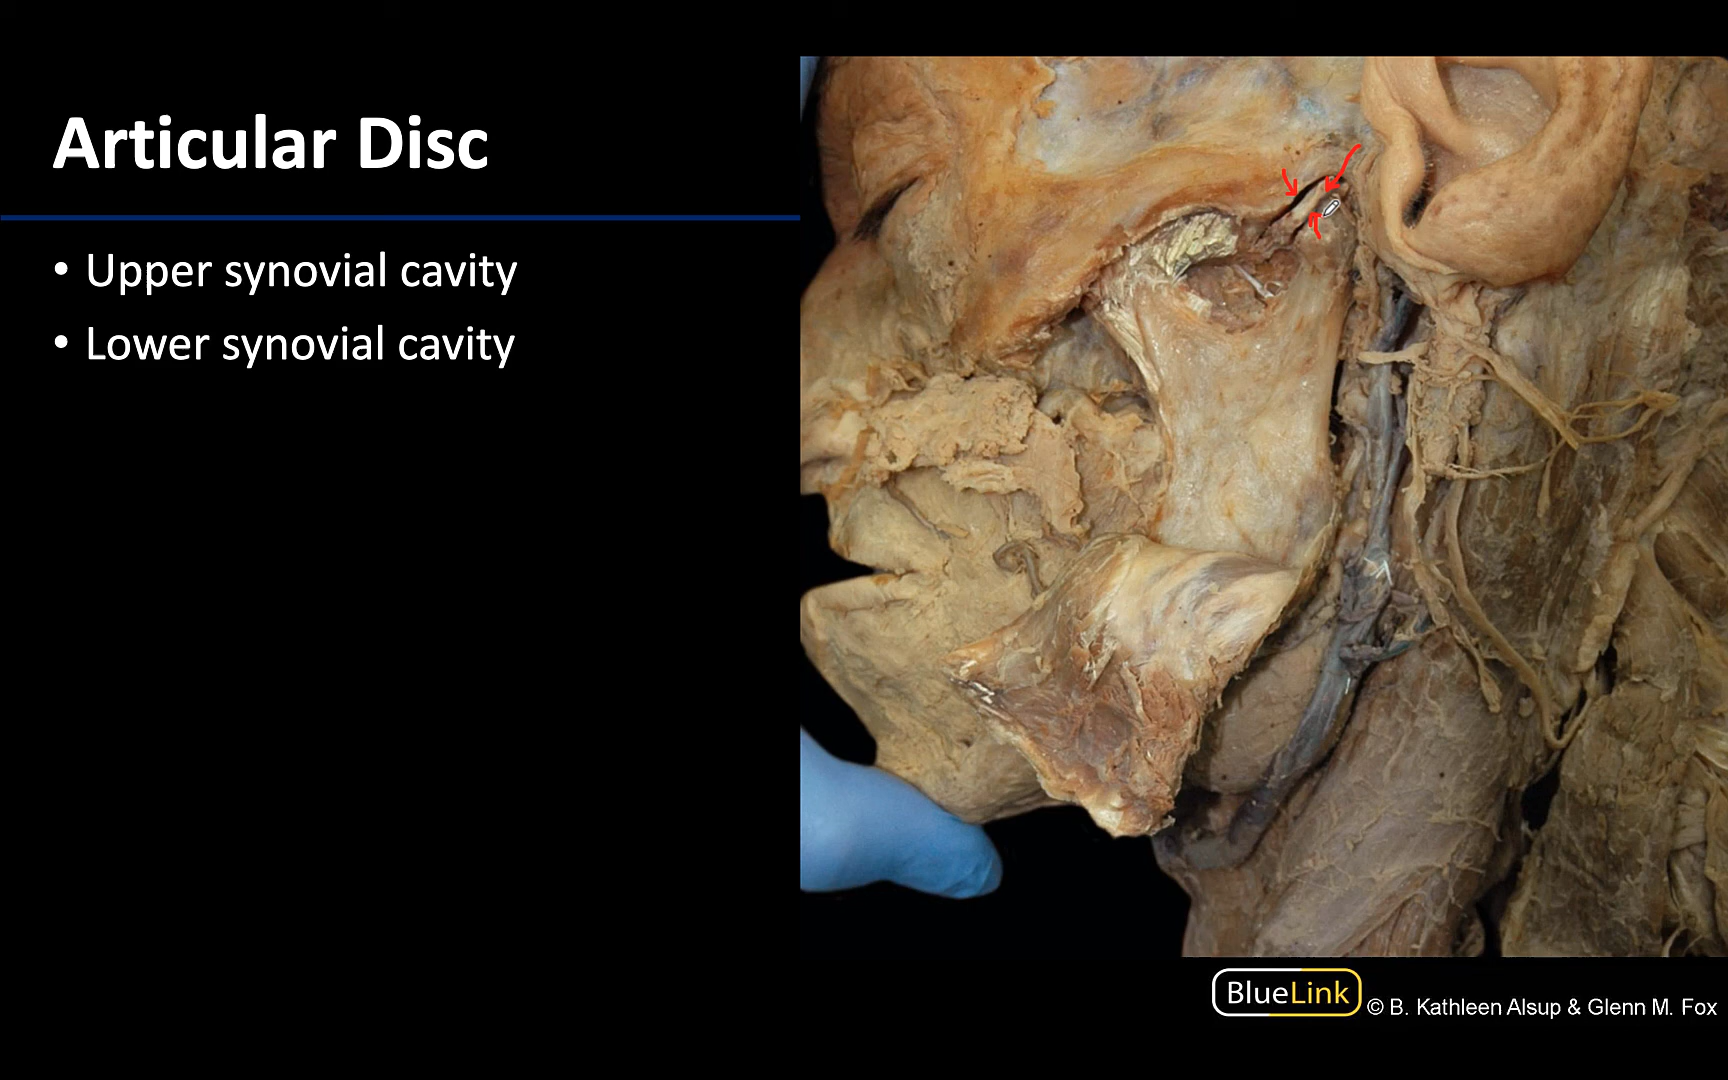 Articular Disc
• Upper synovial cavity
• Lower synovial cavity
BlueLink © B. Kathleen Alsup & Glenn M. Fox